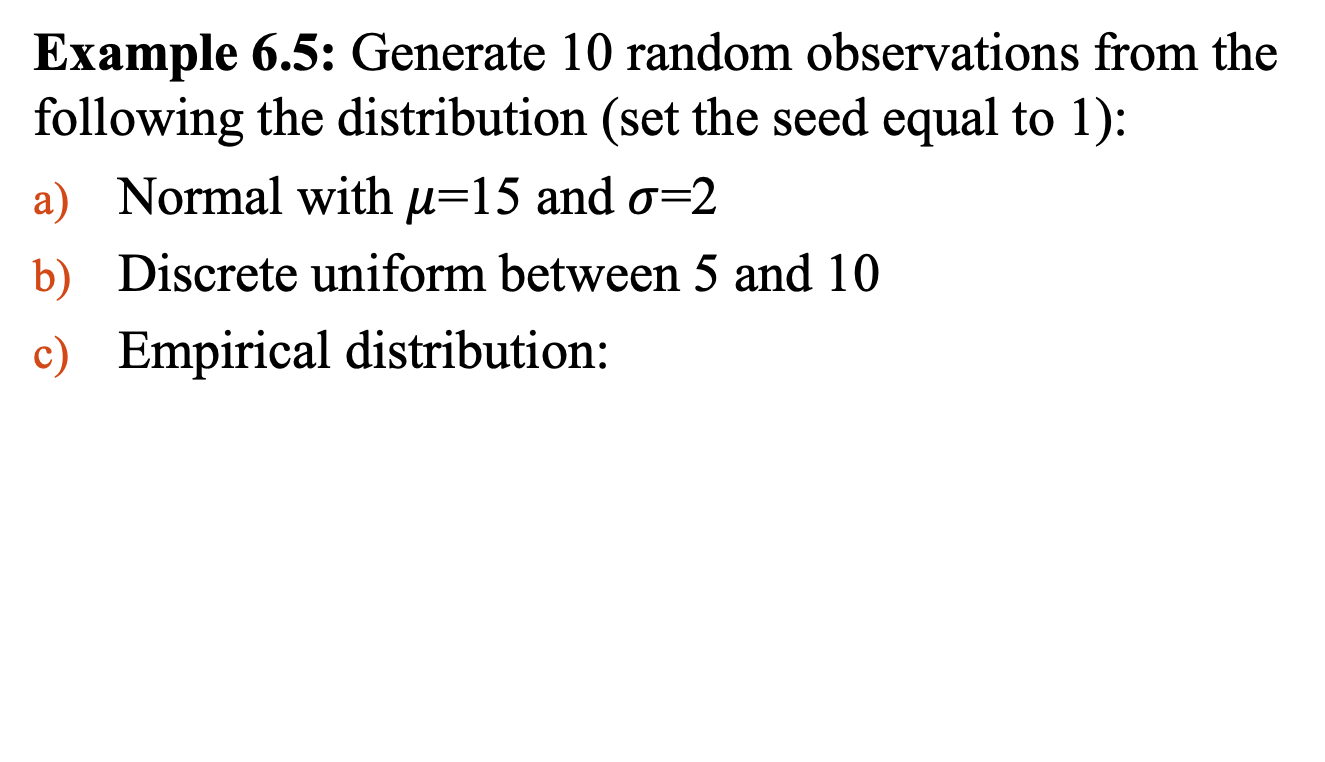 Example 6.5: Generate 10 random observations from the
following the distribution (set the seed equal to 1):
a) Normal with μ=15 and σ=2
b) Discrete uniform between 5 and 10
c) Empirical distribution: